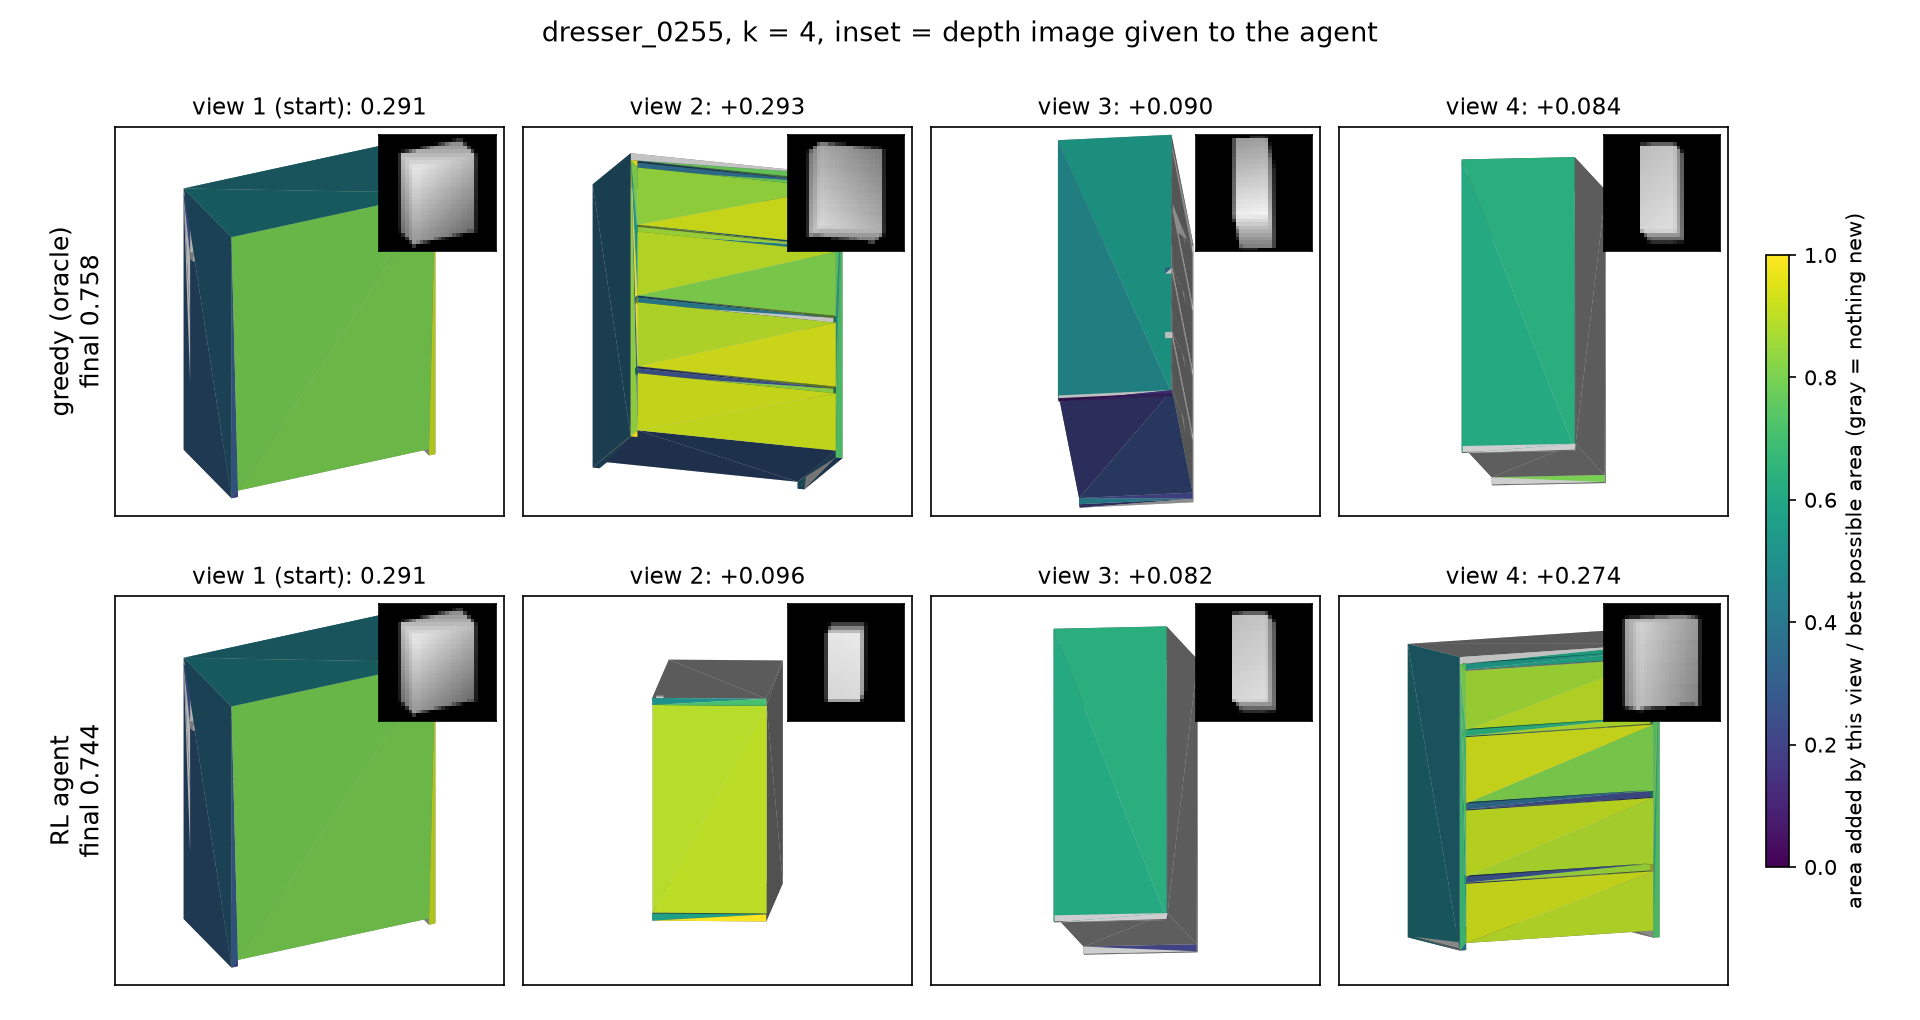 dresser_0255, k = 4, inset = depth image given to the agent
greedy (oracle)
final 0.758
view 1 (start): 0.291
view 2: +0.293
view 3: +0.090
view 4: +0.084
RL agent
final 0.744
view 1 (start): 0.291
view 2: +0.096
view 3: +0.082
view 4: +0.274
1.0
0.8
0.6
0.4
0.2
0.0
area added by this view / best possible area (gray = nothing new)